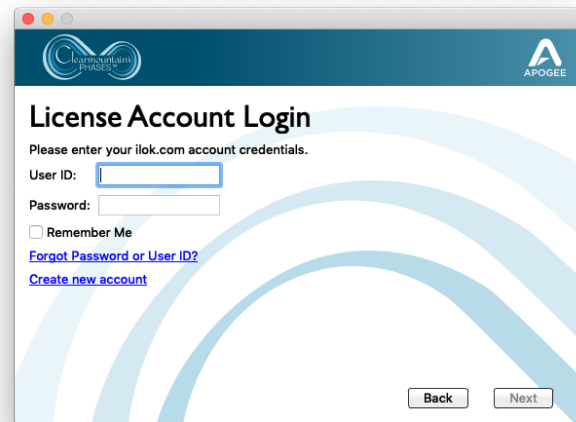 Clearmountain's
PHASES™
APOGEE
License Account Login
Please enter your ilok.com account credentials.
User ID:
Password:
Remember Me
Forgot Password or User ID?
Create new account
Back
Next